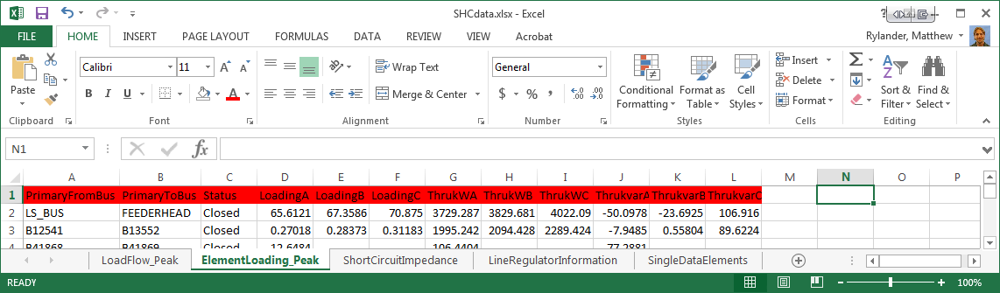 SHCdata.xlsx - Excel
FILE HOME INSERT PAGE LAYOUT FORMULAS DATA REVIEW VIEW Acrobat Rylander, Matthew
Paste
Calibri 11
B I U A
Wrap Text
Merge & Center
General
$ % ,
Conditional Formatting
Format as Table
Cell Styles
Insert
Delete
Format
Sort & Filter
Find & Select
Clipboard Font Alignment Number Styles Cells Editing
N1 fx
A B C D E F G H I J K L M N O P
1 PrimaryFromBus PrimaryToBus Status LoadingA LoadingB LoadingC ThrukWA ThrukWB ThrukWC ThrukvarA ThrukvarB ThrukvarC
2 LS_BUS FEEDERHEAD Closed 65.6121 67.3586 70.875 3729.287 3829.681 4022.09 -50.0978 -23.6925 106.916
3 B12541 B13552 Closed 0.27018 0.28373 0.31183 1995.242 2094.428 2289.424 -7.9485 0.55804 89.6224
4 B41868 B41869 Closed 12.6484 106.4404 -77.2881
LoadFlow_Peak ElementLoading_Peak ShortCircuitImpedance LineRegulatorInformation SingleDataElements
READY 100%